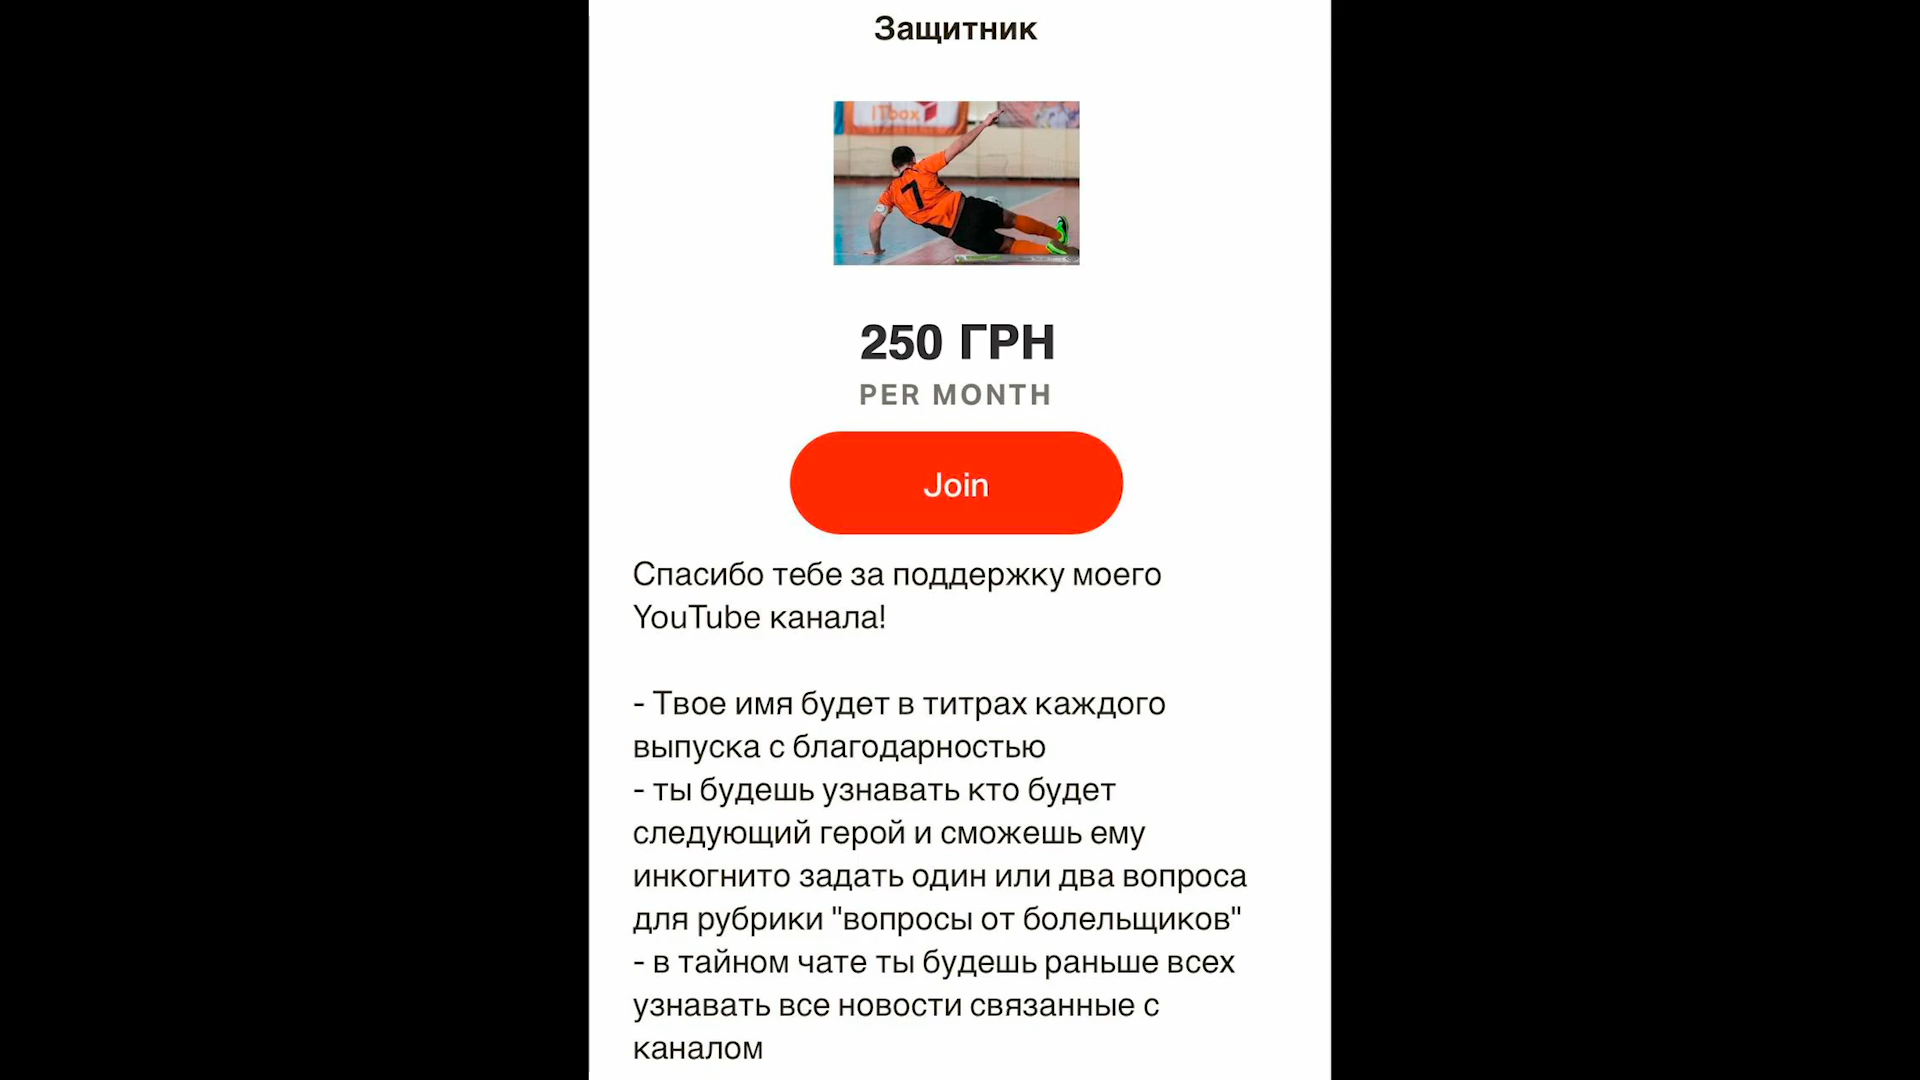 Защитник
ITbox
7
250 ГРН
PER MONTH
Join
Спасибо тебе за поддержку моего
YouTube канала!
- Твое имя будет в титрах каждого
выпуска с благодарностью
- ты будешь узнавать кто будет
следующий герой и сможешь ему
инкогнито задать один или два вопроса
для рубрики "вопросы от болельщиков"
- в тайном чате ты будешь раньше всех
узнавать все новости связанные с
каналом